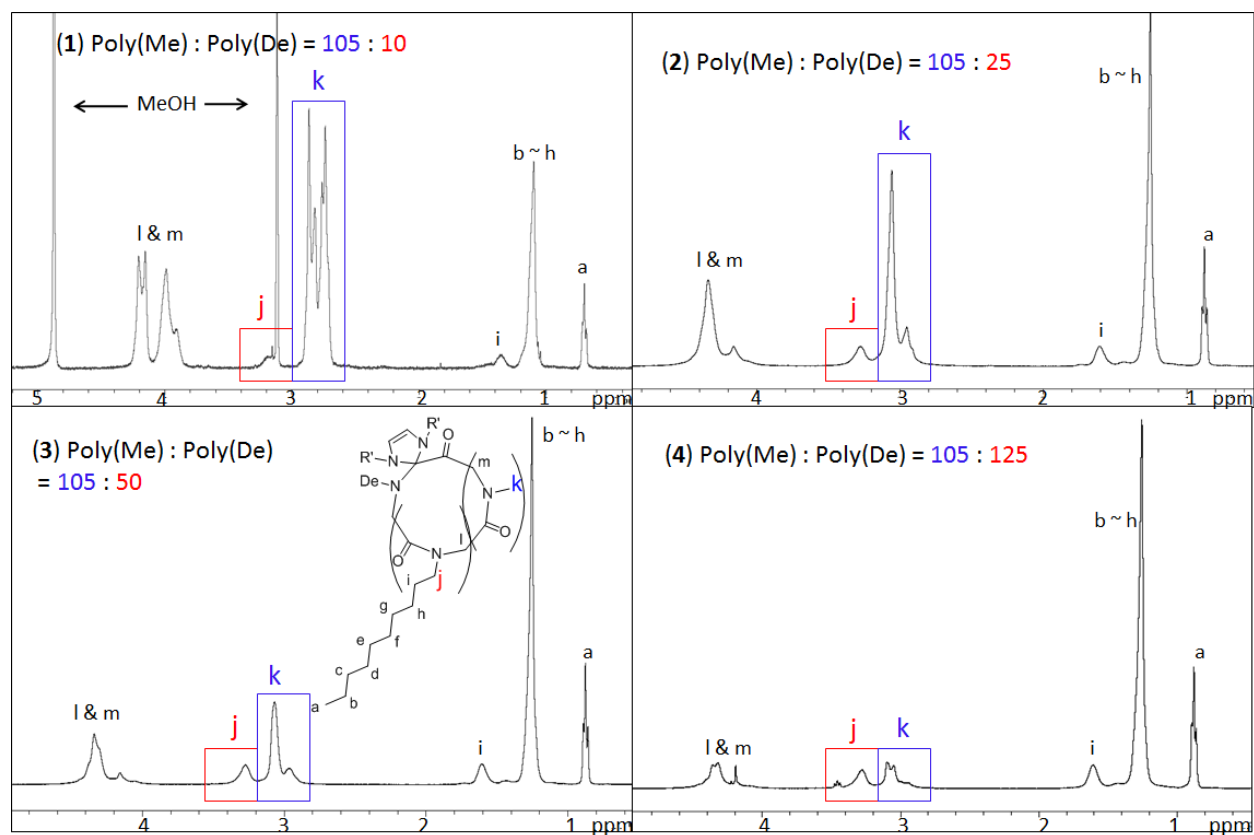 (1) Poly(Me) : Poly(De) = 105 : 10
k
MeOH
b ~ h
l & m
j
a
i
5 4 3 2 1 ppm
(2) Poly(Me) : Poly(De) = 105 : 25
b ~ h
k
a
l & m
j
i
4 3 2 1 ppm
(3) Poly(Me) : Poly(De)
= 105 : 50
R'
N
O
R'
N
m
De
N
N
k
O
l
O
N
i
j
g
h
e
f
c
d
a
b
b ~ h
k
a
l & m
j
i
4 3 2 1 ppm
(4) Poly(Me) : Poly(De) = 105 : 125
b ~ h
a
k
l & m
j
i
4 3 2 1 ppm